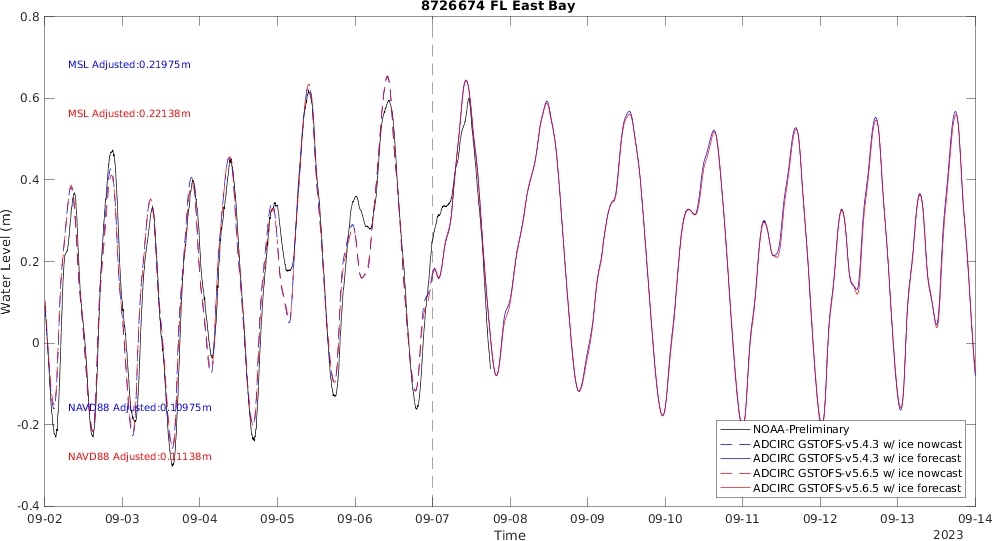 8726674 FL East Bay
0.8
MSL Adjusted:0.21975m
0.6
MSL Adjusted:0.22138m
0.4
Water Level (m)
0.2
0
NAVD88 Adjusted:0.10975m
-0.2
NOAA-Preliminary
ADCIRC GSTOFS-v5.4.3 w/ ice nowcast
NAVD88 Adjusted:0.11138m
ADCIRC GSTOFS-v5.4.3 w/ ice forecast
ADCIRC GSTOFS-v5.6.5 w/ ice nowcast
ADCIRC GSTOFS-v5.6.5 w/ ice forecast
-0.4
09-02 09-03 09-04 09-05 09-06 09-07 09-08 09-09 09-10 09-11 09-12 09-13 09-14
Time
2023